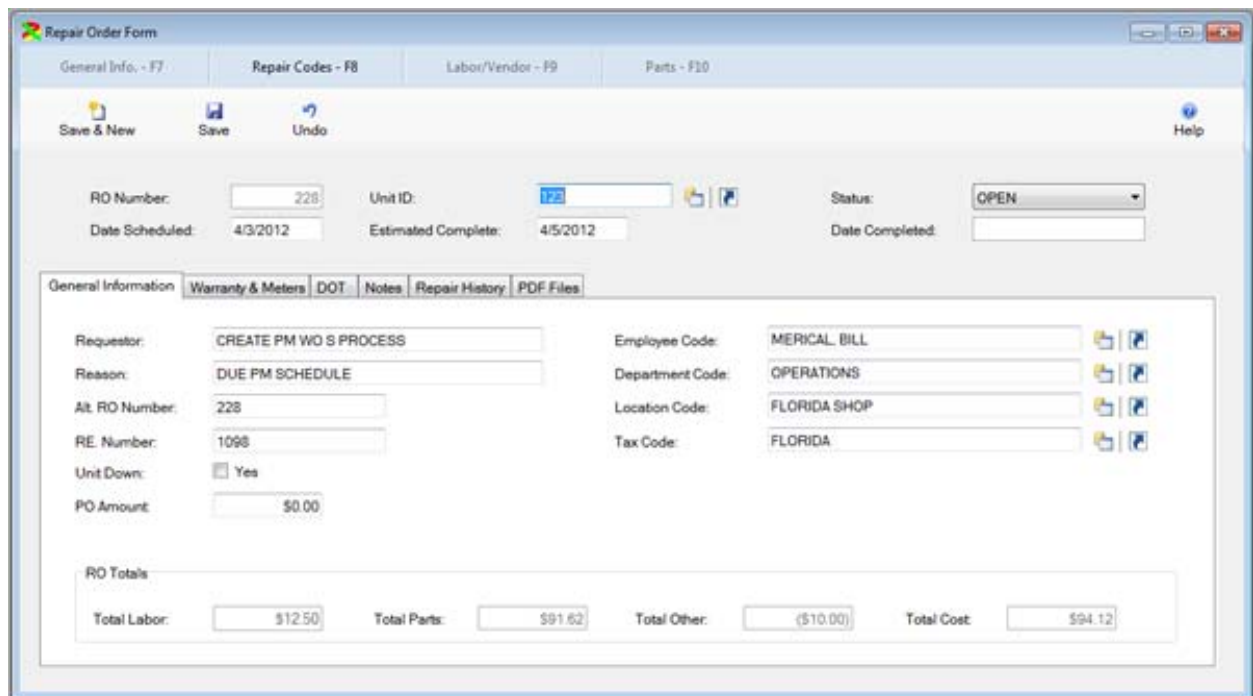 Repair Order Form
General Info. - F7 Repair Codes - F8 Labor/Vendor - F9 Parts - F10
Save & New Save Undo Help
RO Number: 228 Unit ID: 123 Status: OPEN
Date Scheduled: 4/3/2012 Estimated Complete: 4/5/2012 Date Completed:
General Information Warranty & Meters DOT Notes Repair History PDF Files
Requestor: CREATE PM WO S PROCESS Employee Code: MERICAL, BILL
Reason: DUE PM SCHEDULE Department Code: OPERATIONS
Alt. RO Number: 228 Location Code: FLORIDA SHOP
RE. Number: 1098 Tax Code: FLORIDA
Unit Down: Yes
PO Amount: $0.00
RO Totals
Total Labor: $12.50 Total Parts: $91.62 Total Other: ($10.00) Total Cost: $94.12